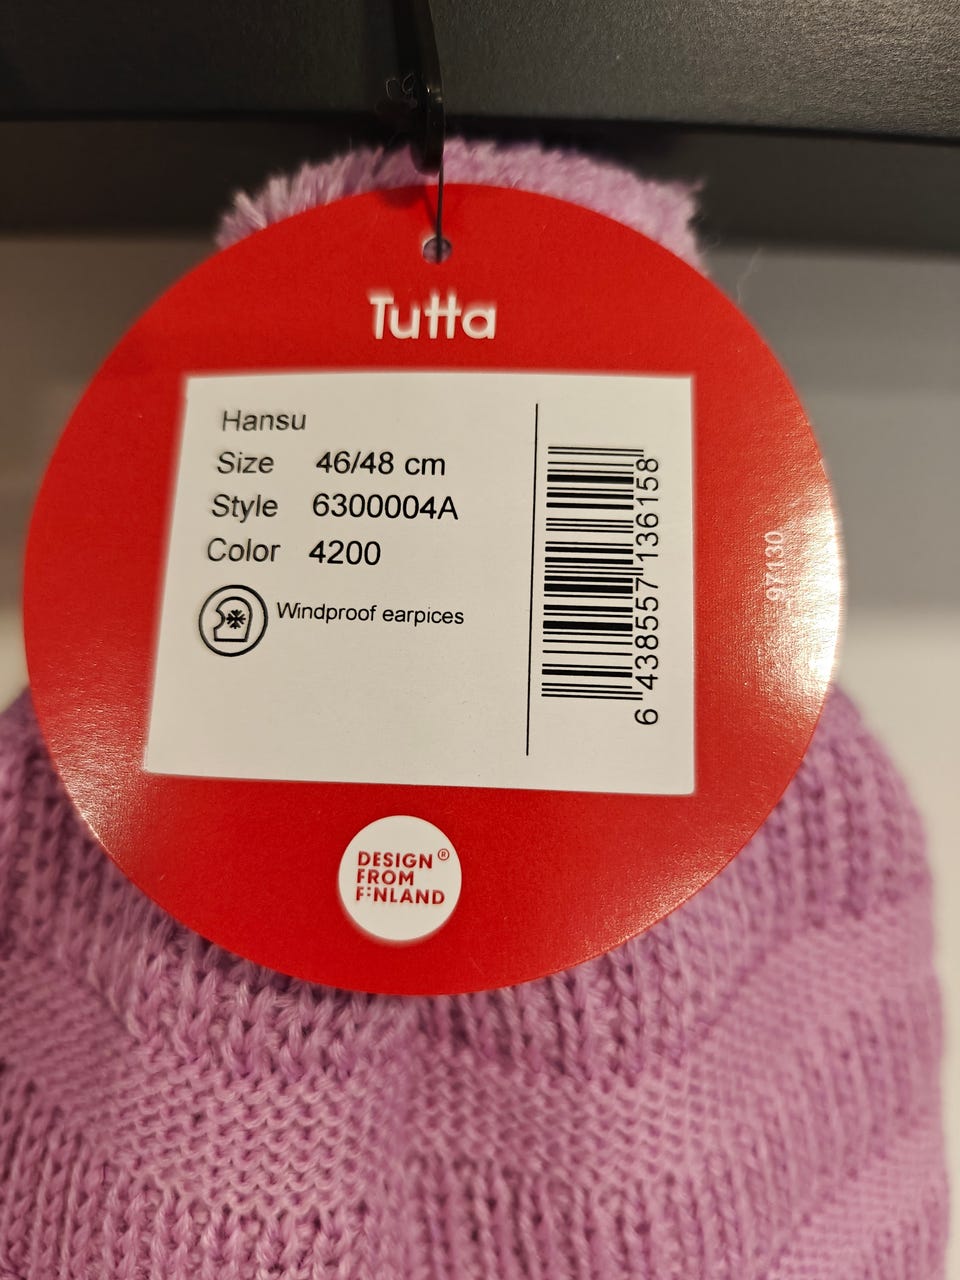 Tutta
Hansu
Size 46/48 cm
Style 6300004A
Color 4200
Windproof earpices
6 438557 136158
97130
DESIGN ®
FROM
FINLAND